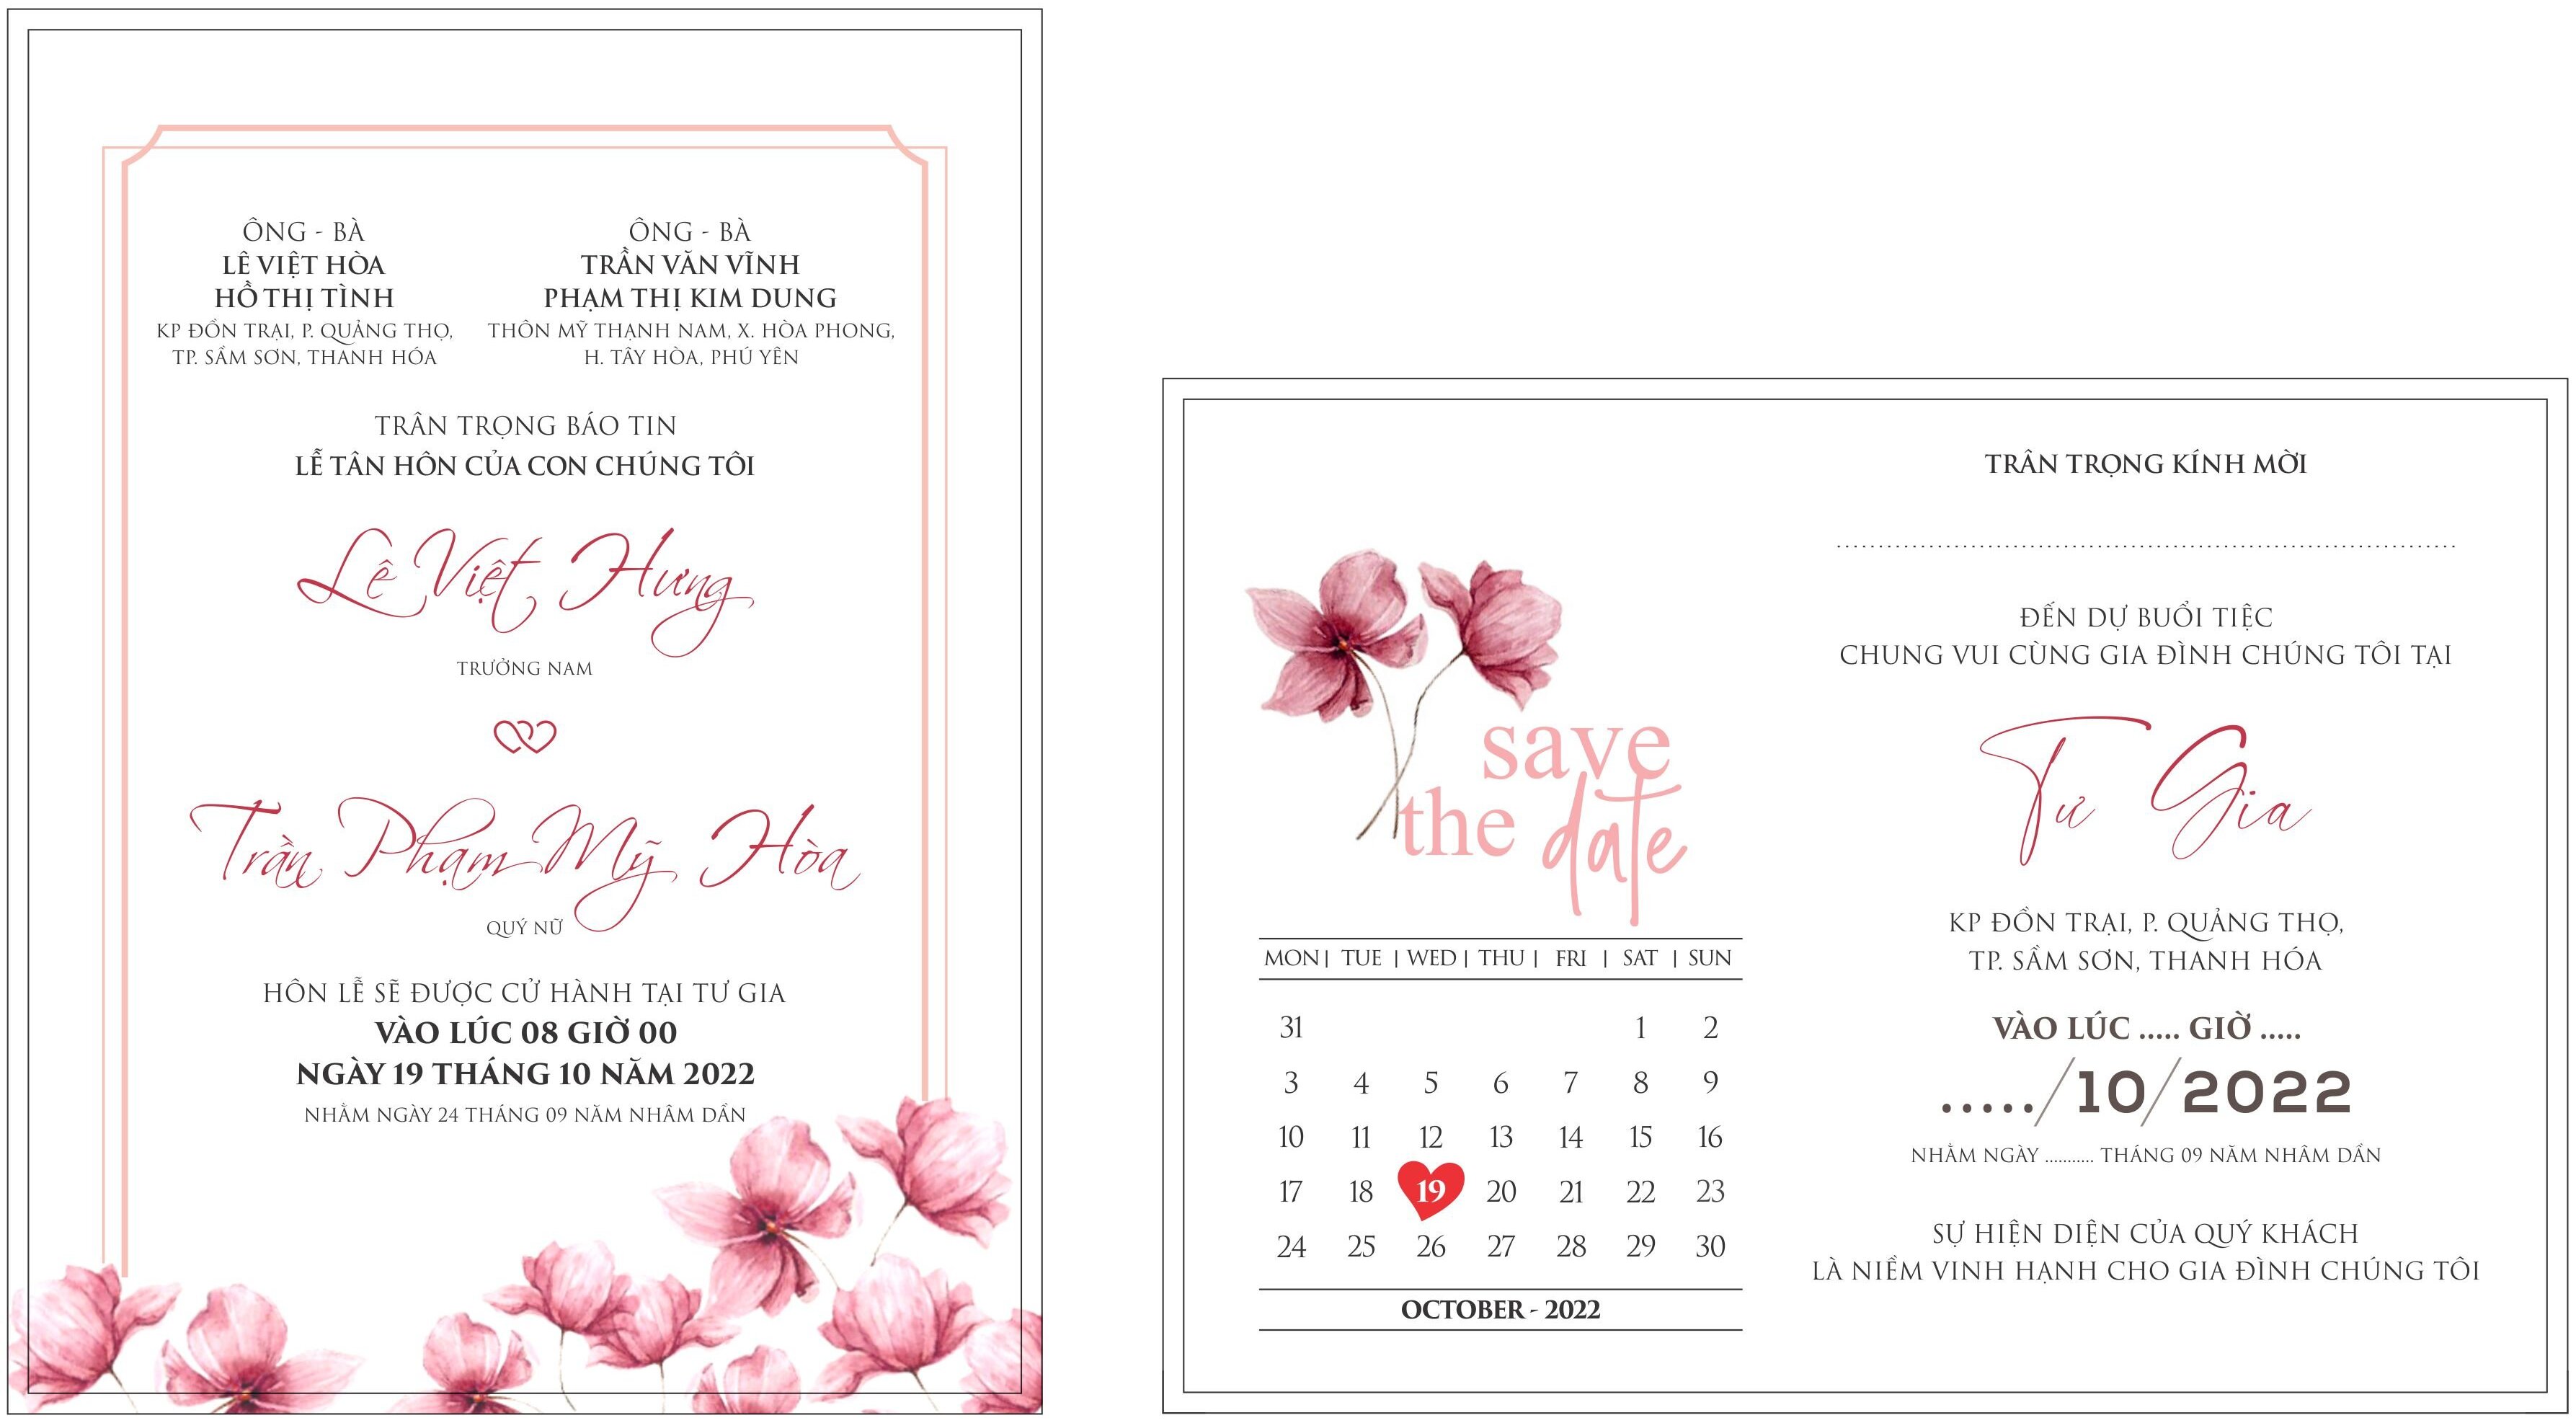 ÔNG - BÀ
LÊ VIỆT HÒA
HỒ THỊ TÌNH
KP ĐỒN TRẠI, P. QUẢNG THỌ,
TP. SẦM SƠN, THANH HÓA
ÔNG - BÀ
TRẦN VĂN VĨNH
PHẠM THỊ KIM DUNG
THÔN MỸ THẠNH NAM, X. HÒA PHONG,
H. TÂY HÒA, PHÚ YÊN
TRÂN TRỌNG BÁO TIN
LỄ TÂN HÔN CỦA CON CHÚNG TÔI
Lê Việt Hưng
TRƯỞNG NAM
Trần Phạm Mỹ Hòa
QUÝ NỮ
HÔN LỄ SẼ ĐƯỢC CỬ HÀNH TẠI TƯ GIA
VÀO LÚC 08 GIỜ 00
NGÀY 19 THÁNG 10 NĂM 2022
NHẰM NGÀY 24 THÁNG 09 NĂM NHÂM DẦN
save
the date
MON | TUE | WED | THU | FRI | SAT | SUN
31 1 2
3 4 5 6 7 8 9
10 11 12 13 14 15 16
17 18 19 20 21 22 23
24 25 26 27 28 29 30
OCTOBER - 2022
TRÂN TRỌNG KÍNH MỜI
..........................................................................
ĐẾN DỰ BUỔI TIỆC
CHUNG VUI CÙNG GIA ĐÌNH CHÚNG TÔI TẠI
Tư Gia
KP ĐỒN TRẠI, P. QUẢNG THỌ,
TP. SẦM SƠN, THANH HÓA
VÀO LÚC ..... GIỜ .....
...../10/2022
NHẰM NGÀY ........... THÁNG 09 NĂM NHÂM DẦN
SỰ HIỆN DIỆN CỦA QUÝ KHÁCH
LÀ NIỀM VINH HẠNH CHO GIA ĐÌNH CHÚNG TÔI